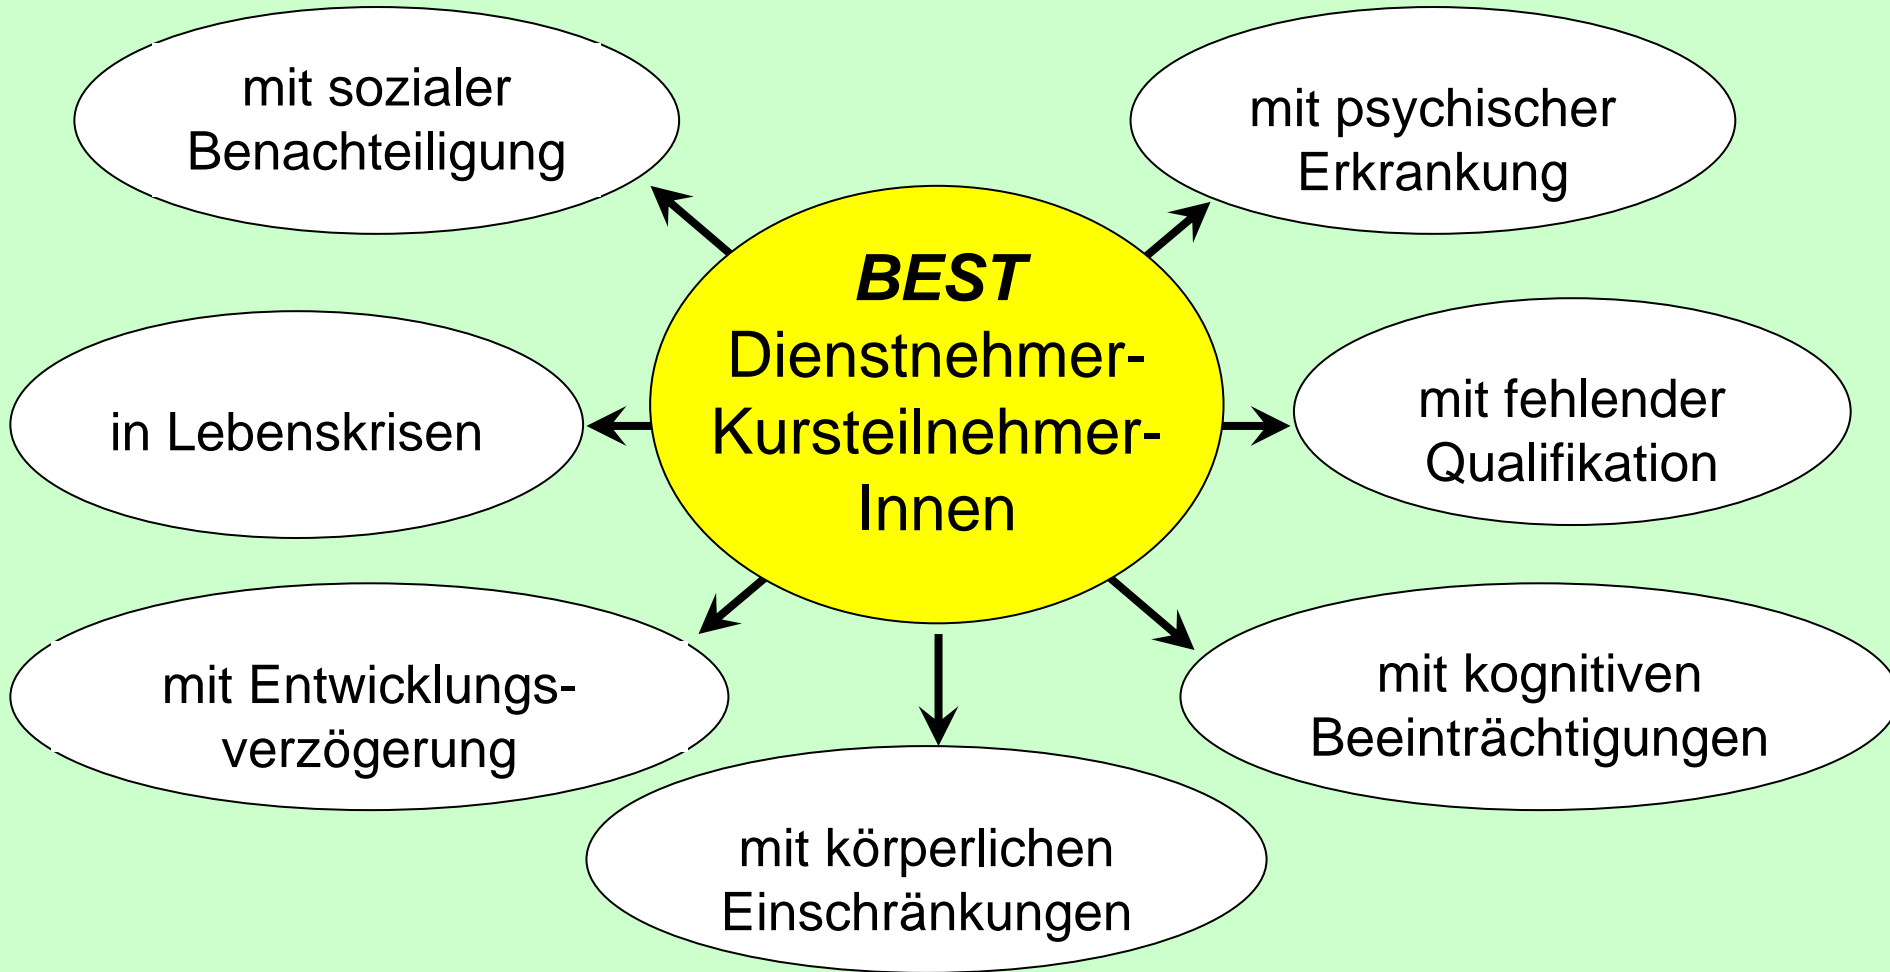 mit sozialer
Benachteiligung
mit psychischer
Erkrankung
BEST
Dienstnehmer-
Kursteilnehmer-
Innen
in Lebenskrisen
mit fehlender
Qualifikation
mit Entwicklungs-
verzögerung
mit kognitiven
Beeinträchtigungen
mit körperlichen
Einschränkungen